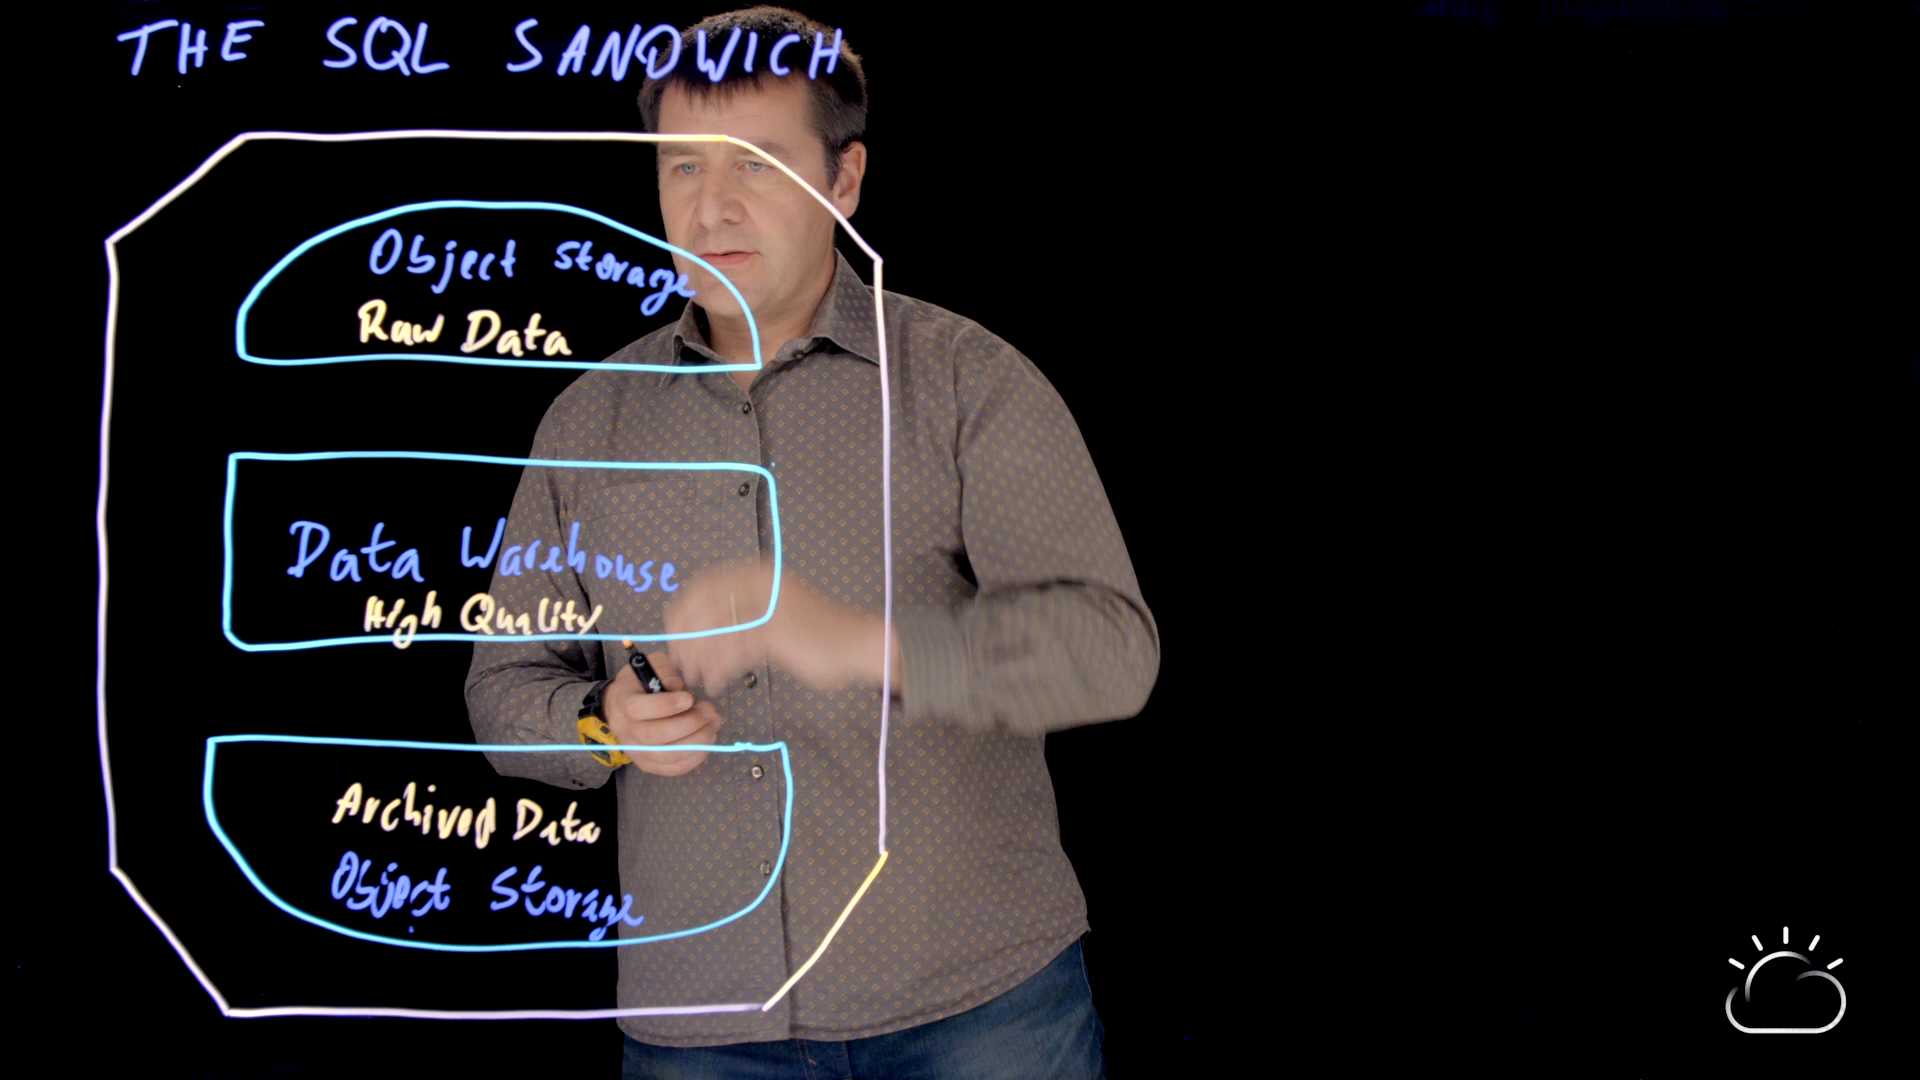 THE SQL SANDWICH
Object Storage
Raw Data
Data Warehouse
High Quality
Archived Data
Object Storage